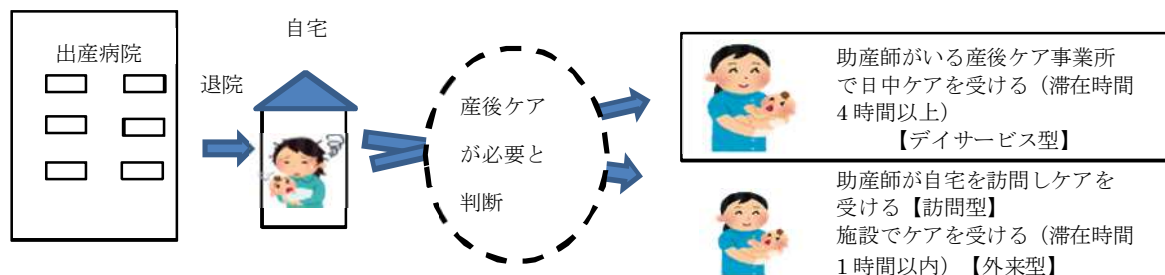 出産病院
退院
自宅
産後ケア
が必要と
判断
助産師がいる産後ケア事業所
で日中ケアを受ける（滞在時間
４時間以上）
【デイサービス型】
助産師が自宅を訪問しケアを
受ける【訪問型】
施設でケアを受ける（滞在時間
１時間以内）【外来型】